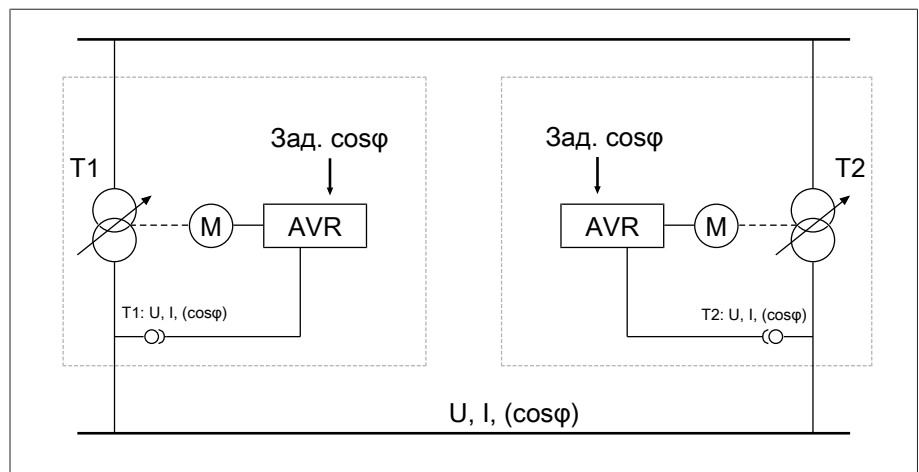 Зад. cosφ
Зад. cosφ
T1
T2
M
AVR
AVR
M
T1: U, I, (cosφ)
T2: U, I, (cosφ)
U, I, (cosφ)